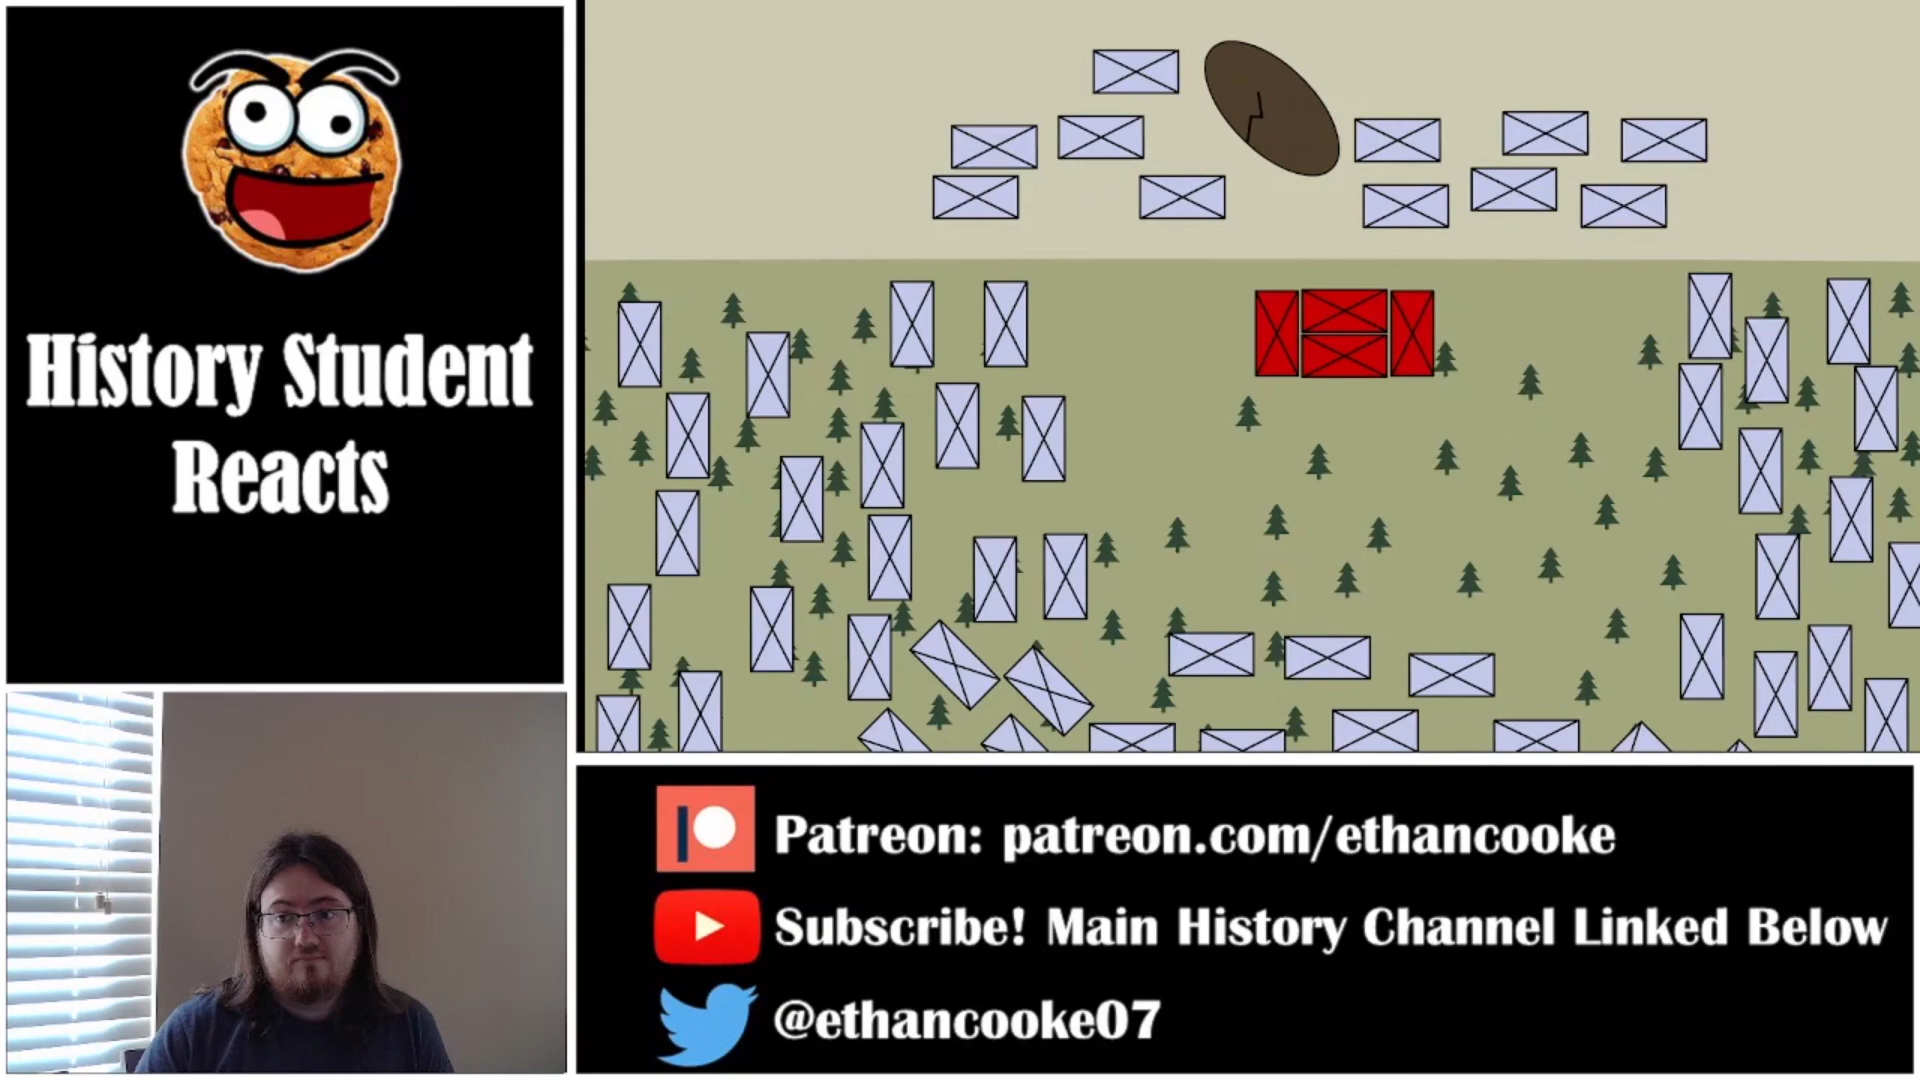 History Student
Reacts
Patreon: patreon.com/ethancooke
Subscribe! Main History Channel Linked Below
@ethancooke07